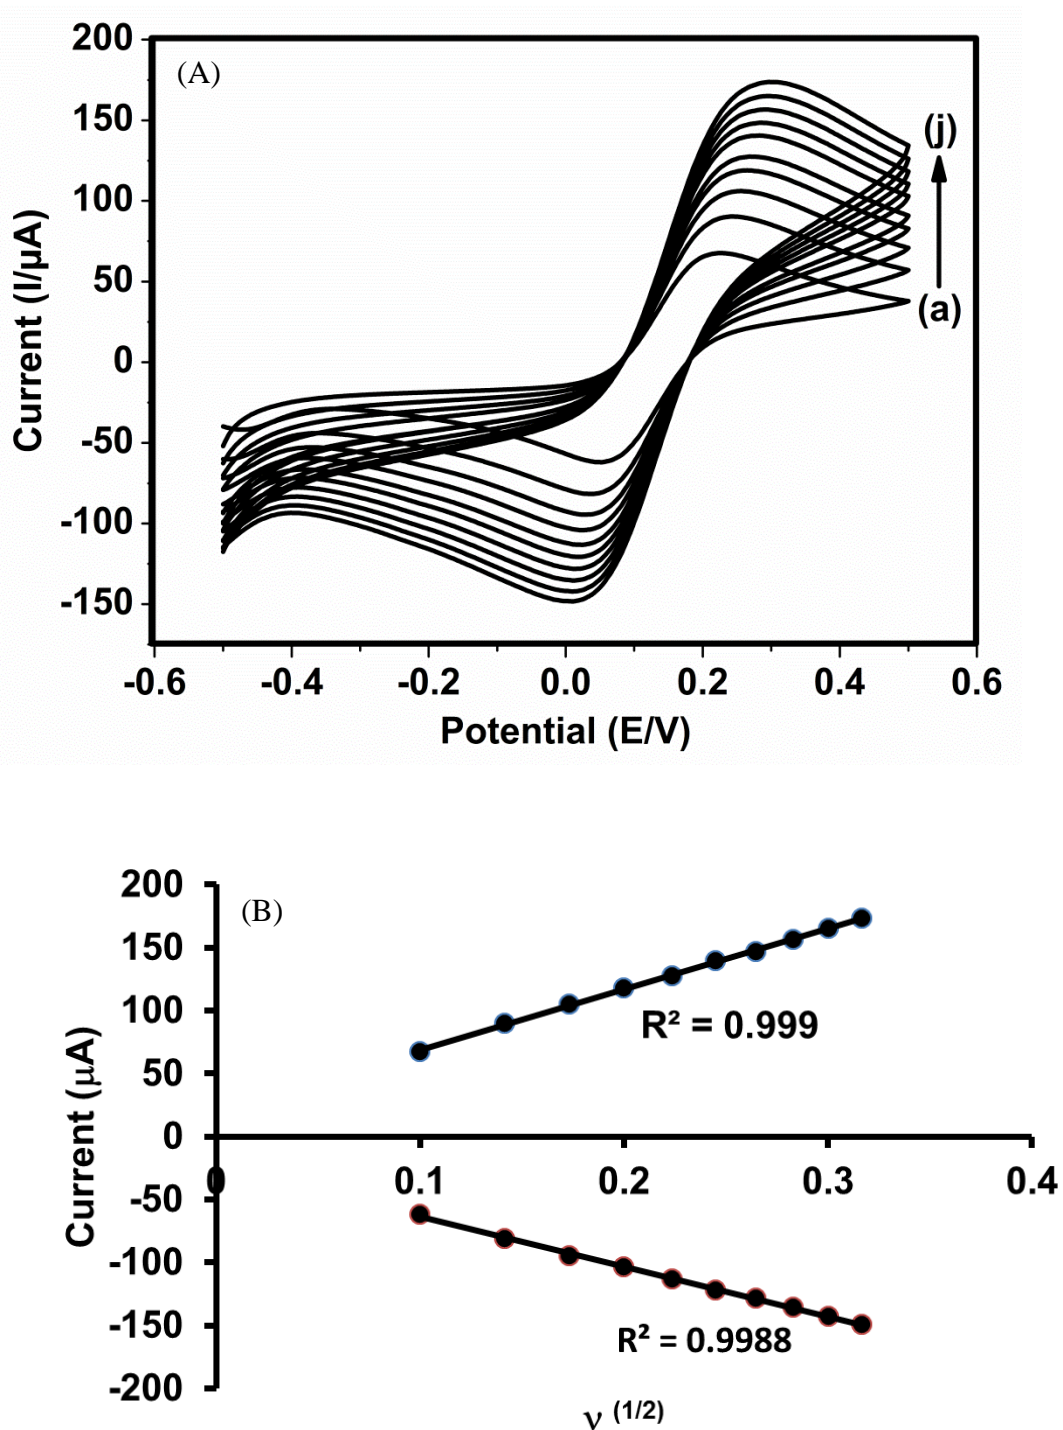 200
(A)
150
(j)
100
50
(a)
0
-50
-100
-150
Current (I/µA)
-0.6 -0.4 -0.2 0.0 0.2 0.4 0.6
Potential (E/V)
200
(B)
150
100
R² = 0.999
50
0
0 0.1 0.2 0.3 0.4
-50
-100
-150
R² = 0.9988
-200
Current (µA)
ν (1/2)